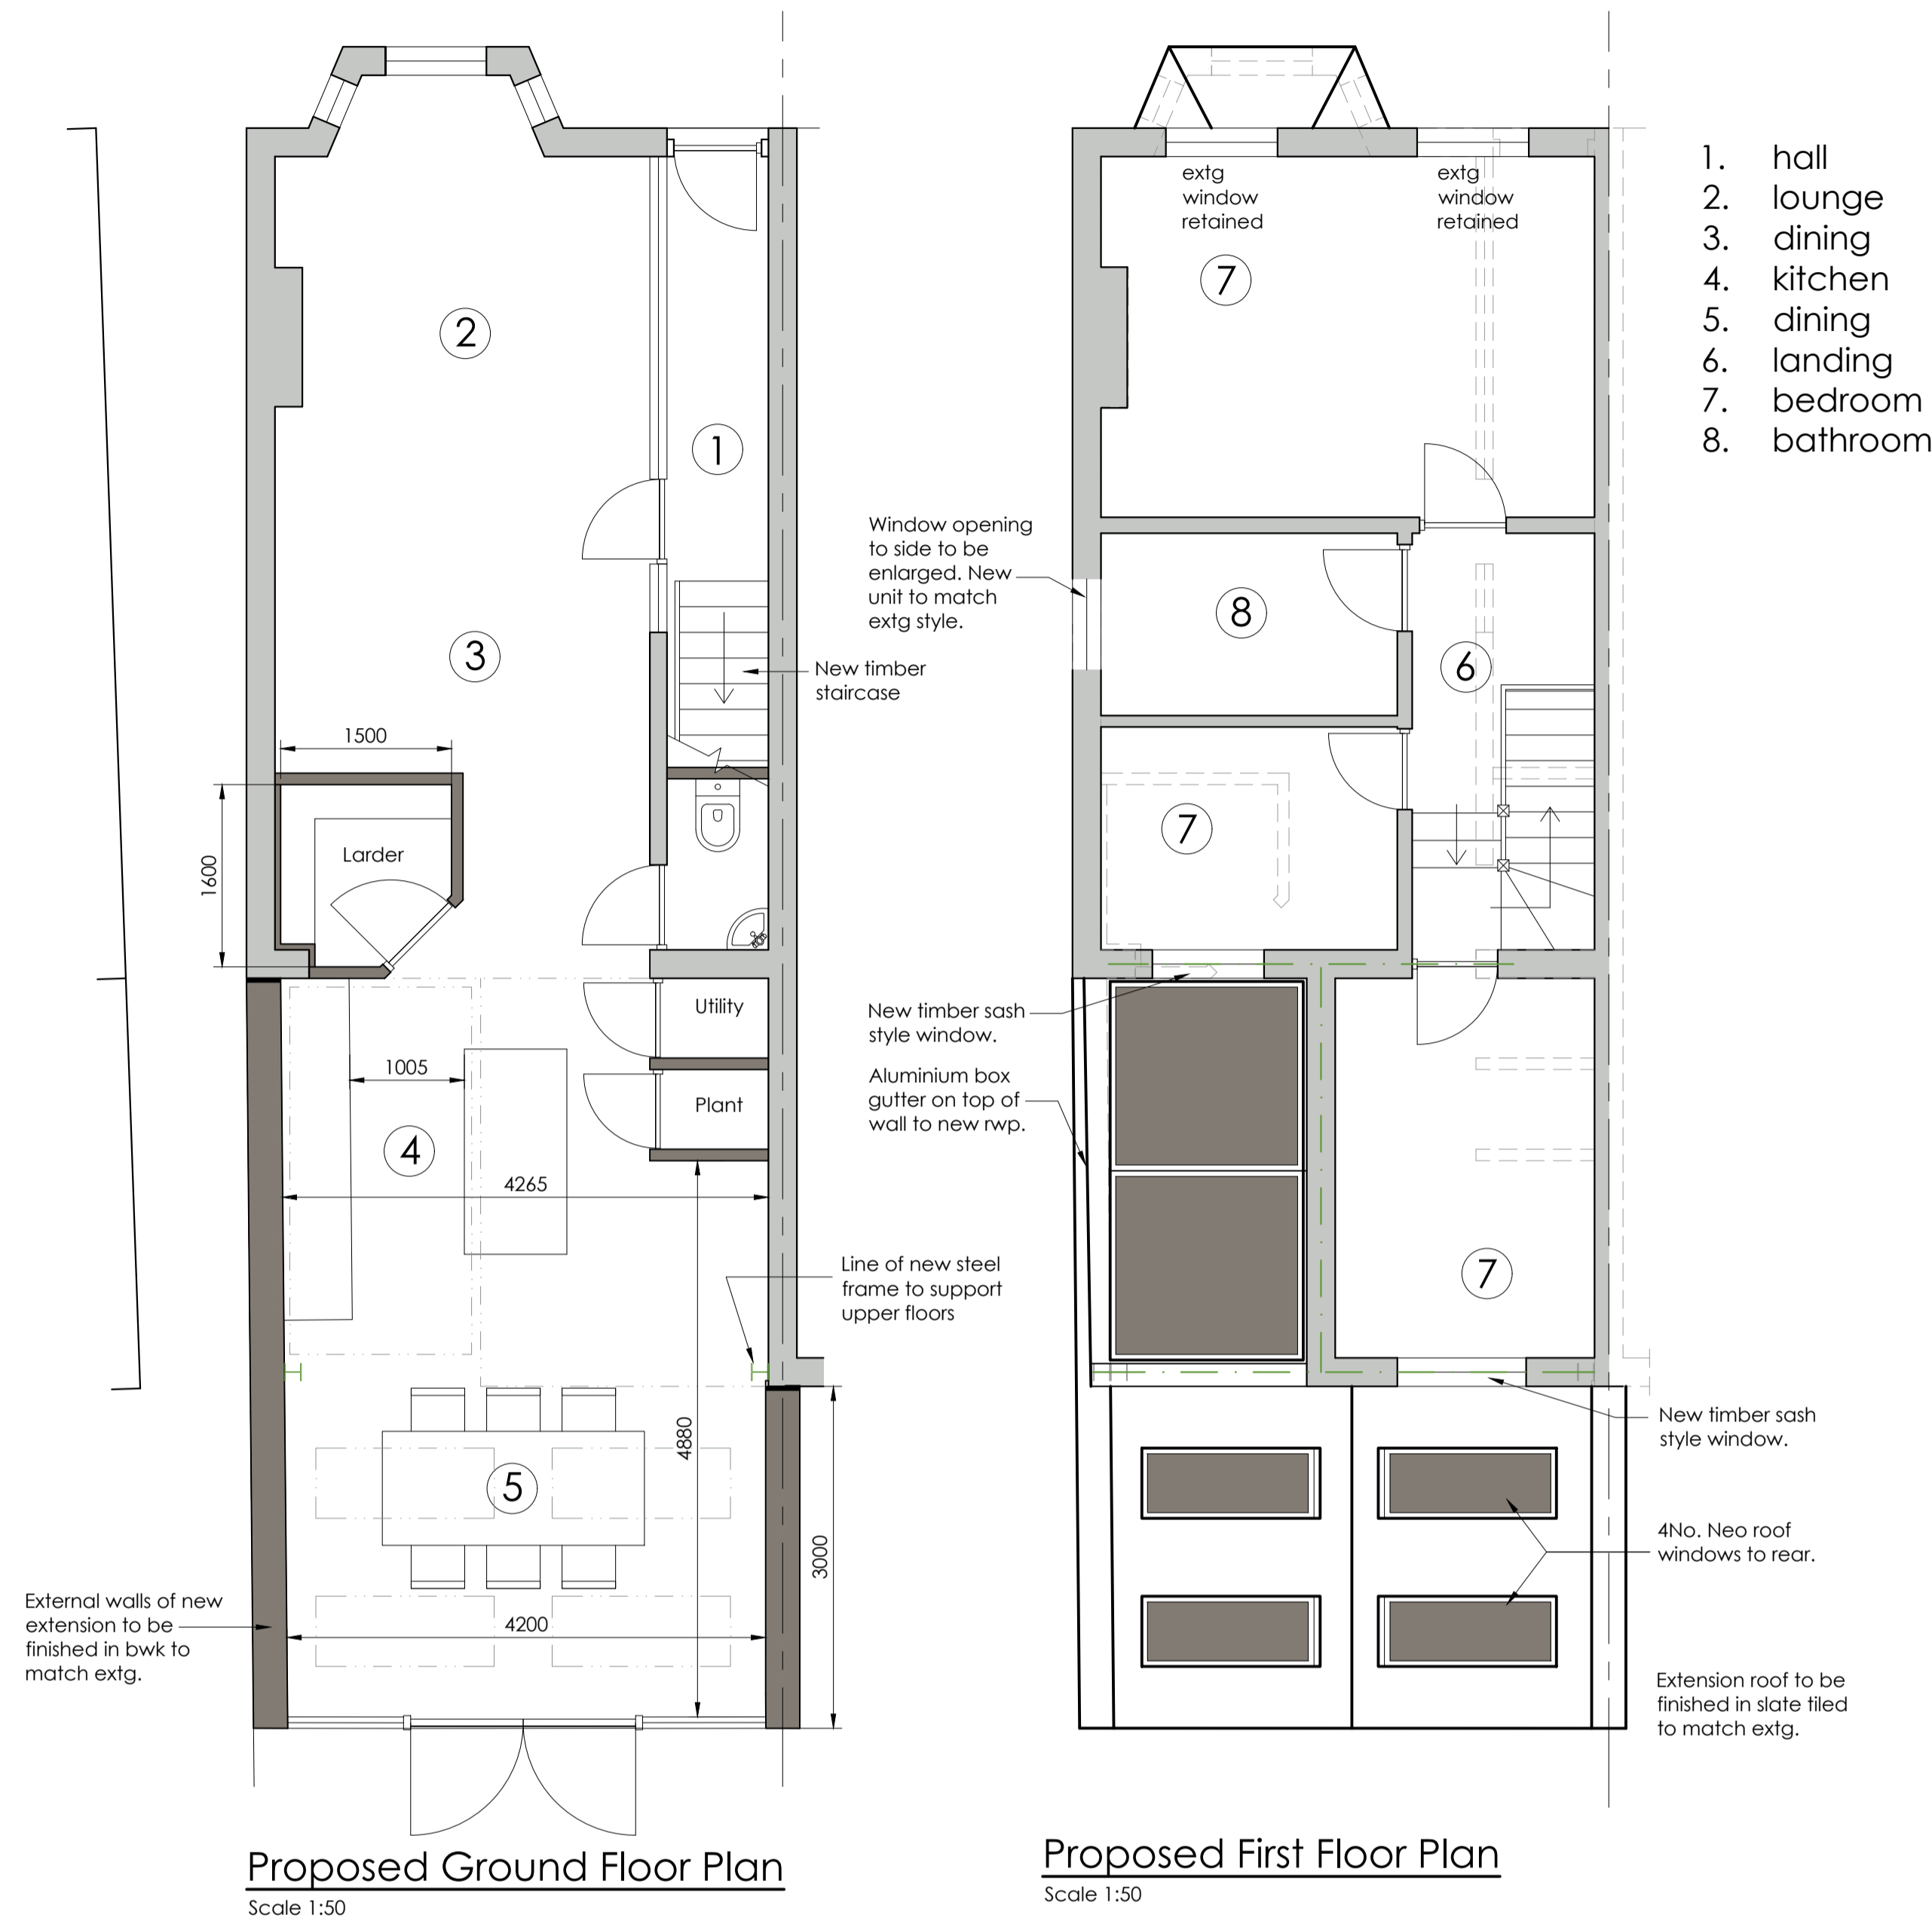 extg
window
retained
extg
window
retained
1. hall
2. lounge
3. dining
4. kitchen
5. dining
6. landing
7. bedroom
8. bathroom
2
1
7
3
8
6
7
Window opening
to side to be
enlarged. New
unit to match
extg style.
New timber
staircase
1500
1600
Larder
Utility
Plant
1005
4
4265
New timber sash
style window.
Aluminium box
gutter on top of
wall to new rwp.
Line of new steel
frame to support
upper floors
7
4880
5
3000
4200
External walls of new
extension to be
finished in bwk to
match extg.
New timber sash
style window.
4No. Neo roof
windows to rear.
Extension roof to be
finished in slate tiled
to match extg.
Proposed Ground Floor Plan
Scale 1:50
Proposed First Floor Plan
Scale 1:50